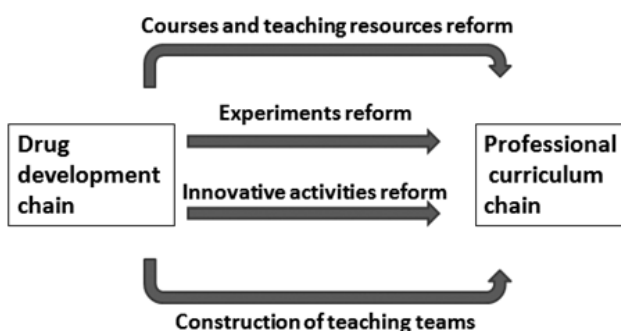 Courses and teaching resources reform
Experiments reform
Drug
development
chain
Innovative activities reform
Professional
curriculum
chain
Construction of teaching teams